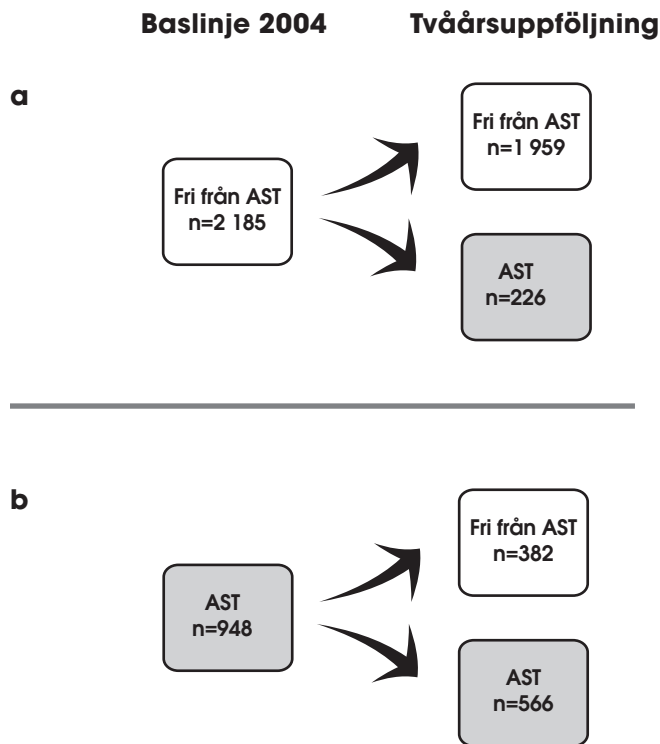 Baslinje 2004 Tvåårsuppföljning
a
Fri från AST
n=2 185
Fri från AST
n=1 959
AST
n=226
b
AST
n=948
Fri från AST
n=382
AST
n=566